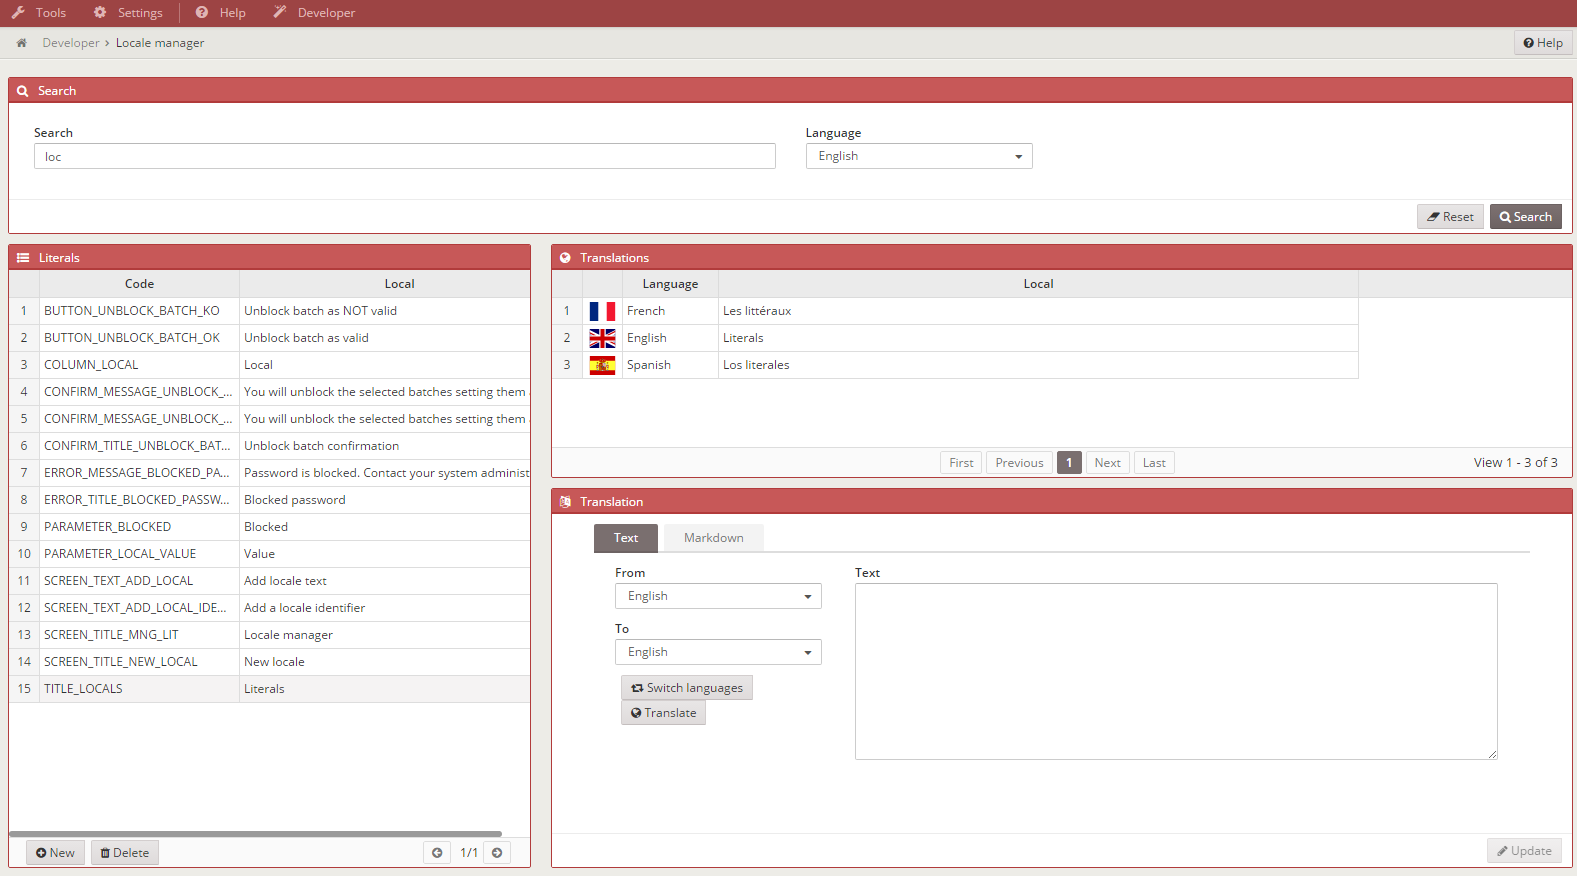 Tools Settings Help Developer
Developer › Locale manager Help
Search
Search Language
loc English
Reset Search
Literals
Code Local
1 BUTTON_UNBLOCK_BATCH_KO Unblock batch as NOT valid
2 BUTTON_UNBLOCK_BATCH_OK Unblock batch as valid
3 COLUMN_LOCAL Local
4 CONFIRM_MESSAGE_UNBLOCK_... You will unblock the selected batches setting them
5 CONFIRM_MESSAGE_UNBLOCK_... You will unblock the selected batches setting them
6 CONFIRM_TITLE_UNBLOCK_BAT... Unblock batch confirmation
7 ERROR_MESSAGE_BLOCKED_PA... Password is blocked. Contact your system administ
8 ERROR_TITLE_BLOCKED_PASSW... Blocked password
9 PARAMETER_BLOCKED Blocked
10 PARAMETER_LOCAL_VALUE Value
11 SCREEN_TEXT_ADD_LOCAL Add locale text
12 SCREEN_TEXT_ADD_LOCAL_IDE... Add a locale identifier
13 SCREEN_TITLE_MNG_LIT Locale manager
14 SCREEN_TITLE_NEW_LOCAL New locale
15 TITLE_LOCALS Literals
New Delete 1/1
Translations
Language Local
1 French Les littéraux
2 English Literals
3 Spanish Los literales
First Previous 1 Next Last View 1 - 3 of 3
Translation
Text Markdown
From Text
English
To
English
Switch languages
Translate
Update